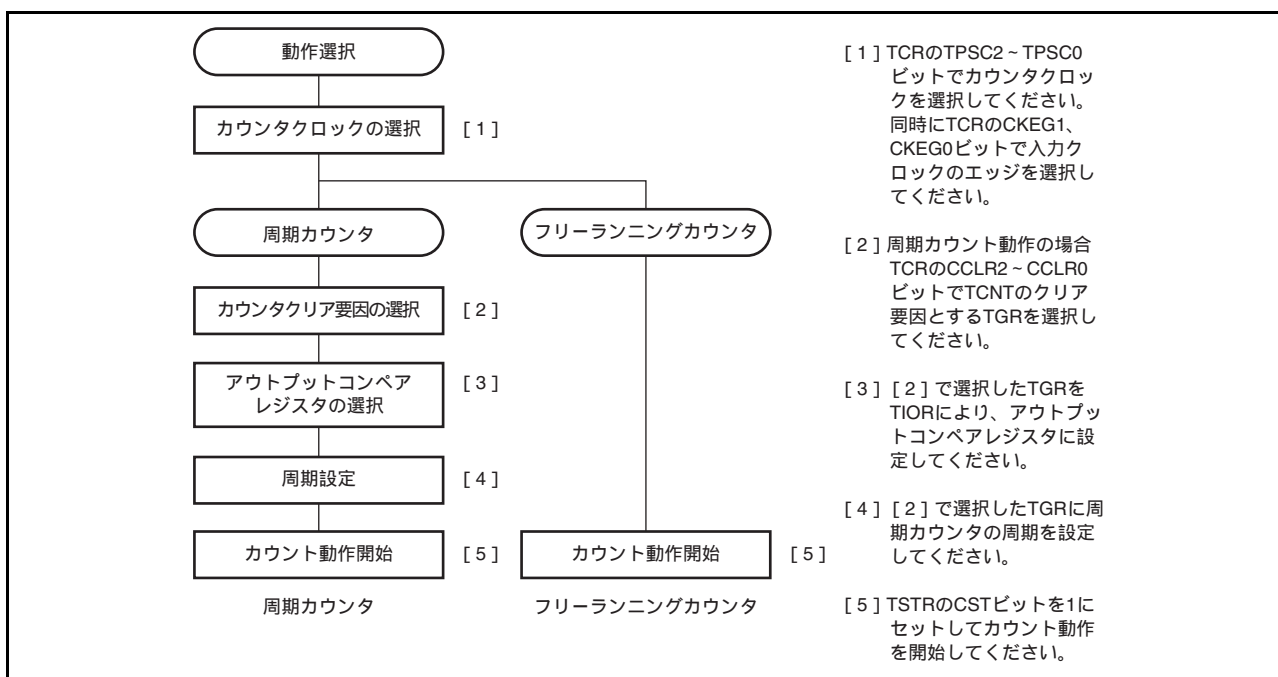 動作選択
カウンタクロックの選択 [1]
周期カウンタ
フリーランニングカウンタ
カウンタクリア要因の選択 [2]
アウトプットコンペア
レジスタの選択
[3]
周期設定 [4]
カウント動作開始 [5]
カウント動作開始 [5]
周期カウンタ
フリーランニングカウンタ
[1] TCRのTPSC2～TPSC0
ビットでカウンタクロッ
クを選択してください。
同時にTCRのCKEG1、
CKEG0ビットで入力ク
ロックのエッジを選択し
てください。
[2] 周期カウント動作の場合
TCRのCCLR2～CCLR0
ビットでTCNTのクリア
要因とするTGRを選択し
てください。
[3] [2]で選択したTGRを
TIORにより、アウトプッ
トコンペアレジスタに設
定してください。
[4] [2]で選択したTGRに周
期カウンタの周期を設定
してください。
[5] TSTRのCSTビットを1に
セットしてカウント動作
を開始してください。